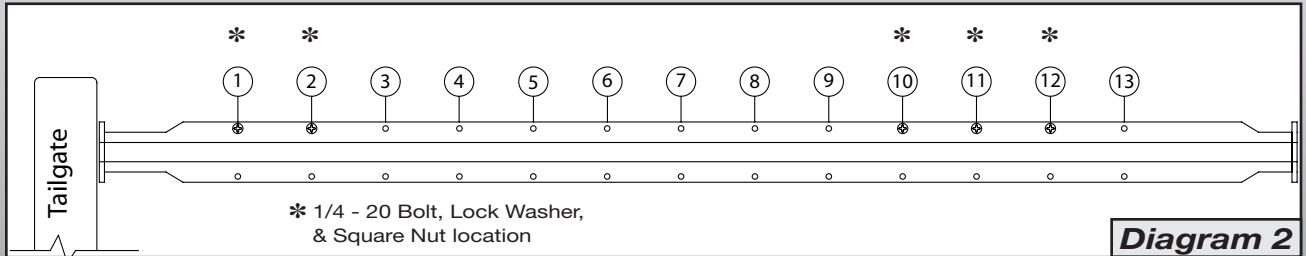 * * * * *
1 2 3 4 5 6 7 8 9 10 11 12 13
Tailgate
* 1/4 - 20 Bolt, Lock Washer,
& Square Nut location
Diagram 2